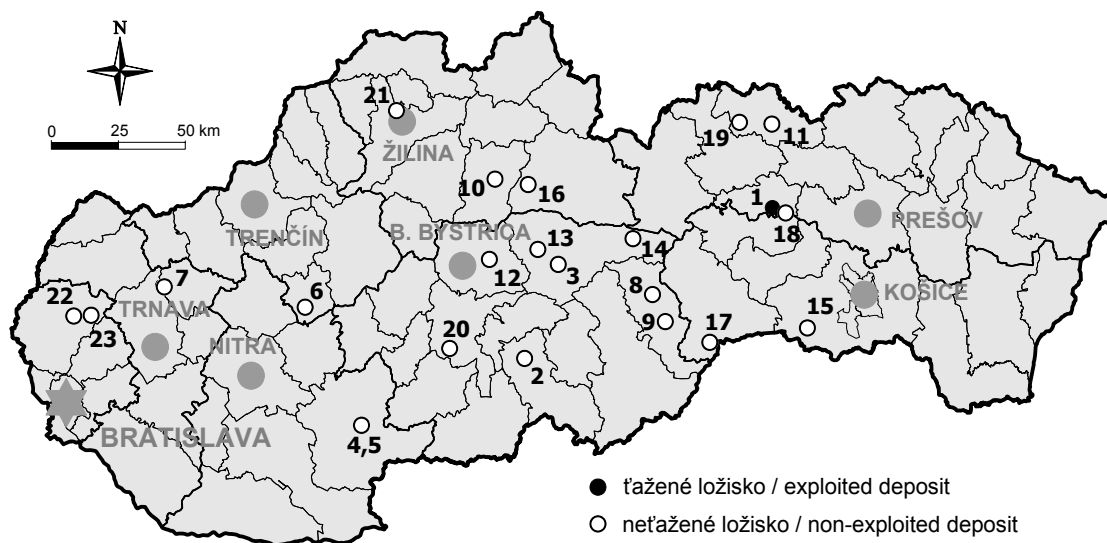 N
0 25 50 km
21
ŽILINA
19
11
10
16
1
18
PREŠOV
TRENČÍN
B. BYSTRICA
13
14
12
3
7
6
8
KOŠICE
22
TRNAVA
23
NITRA
9
15
20
17
2
BRATISLAVA
4,5
ťažené ložisko / exploited deposit
neťažené ložisko / non-exploited deposit